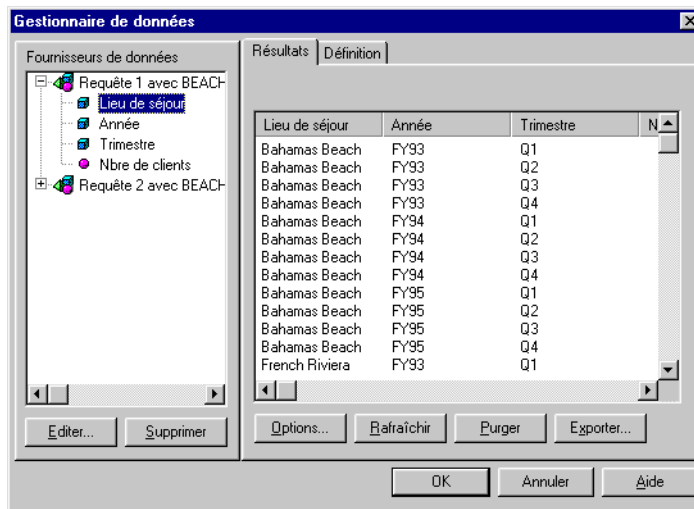 Gestionnaire de données
Fournisseurs de données
Requête 1 avec BEACH
Lieu de séjour
Année
Trimestre
Nbre de clients
Requête 2 avec BEACH
Editer...
Supprimer
Résultats
Définition
Lieu de séjour Année Trimestre N
Bahamas Beach FY93 Q1
Bahamas Beach FY93 Q2
Bahamas Beach FY93 Q3
Bahamas Beach FY93 Q4
Bahamas Beach FY94 Q1
Bahamas Beach FY94 Q2
Bahamas Beach FY94 Q3
Bahamas Beach FY94 Q4
Bahamas Beach FY95 Q1
Bahamas Beach FY95 Q2
Bahamas Beach FY95 Q3
Bahamas Beach FY95 Q4
French Riviera FY93 Q1
Options...
Rafraîchir
Purger
Exporter...
OK
Annuler
Aide